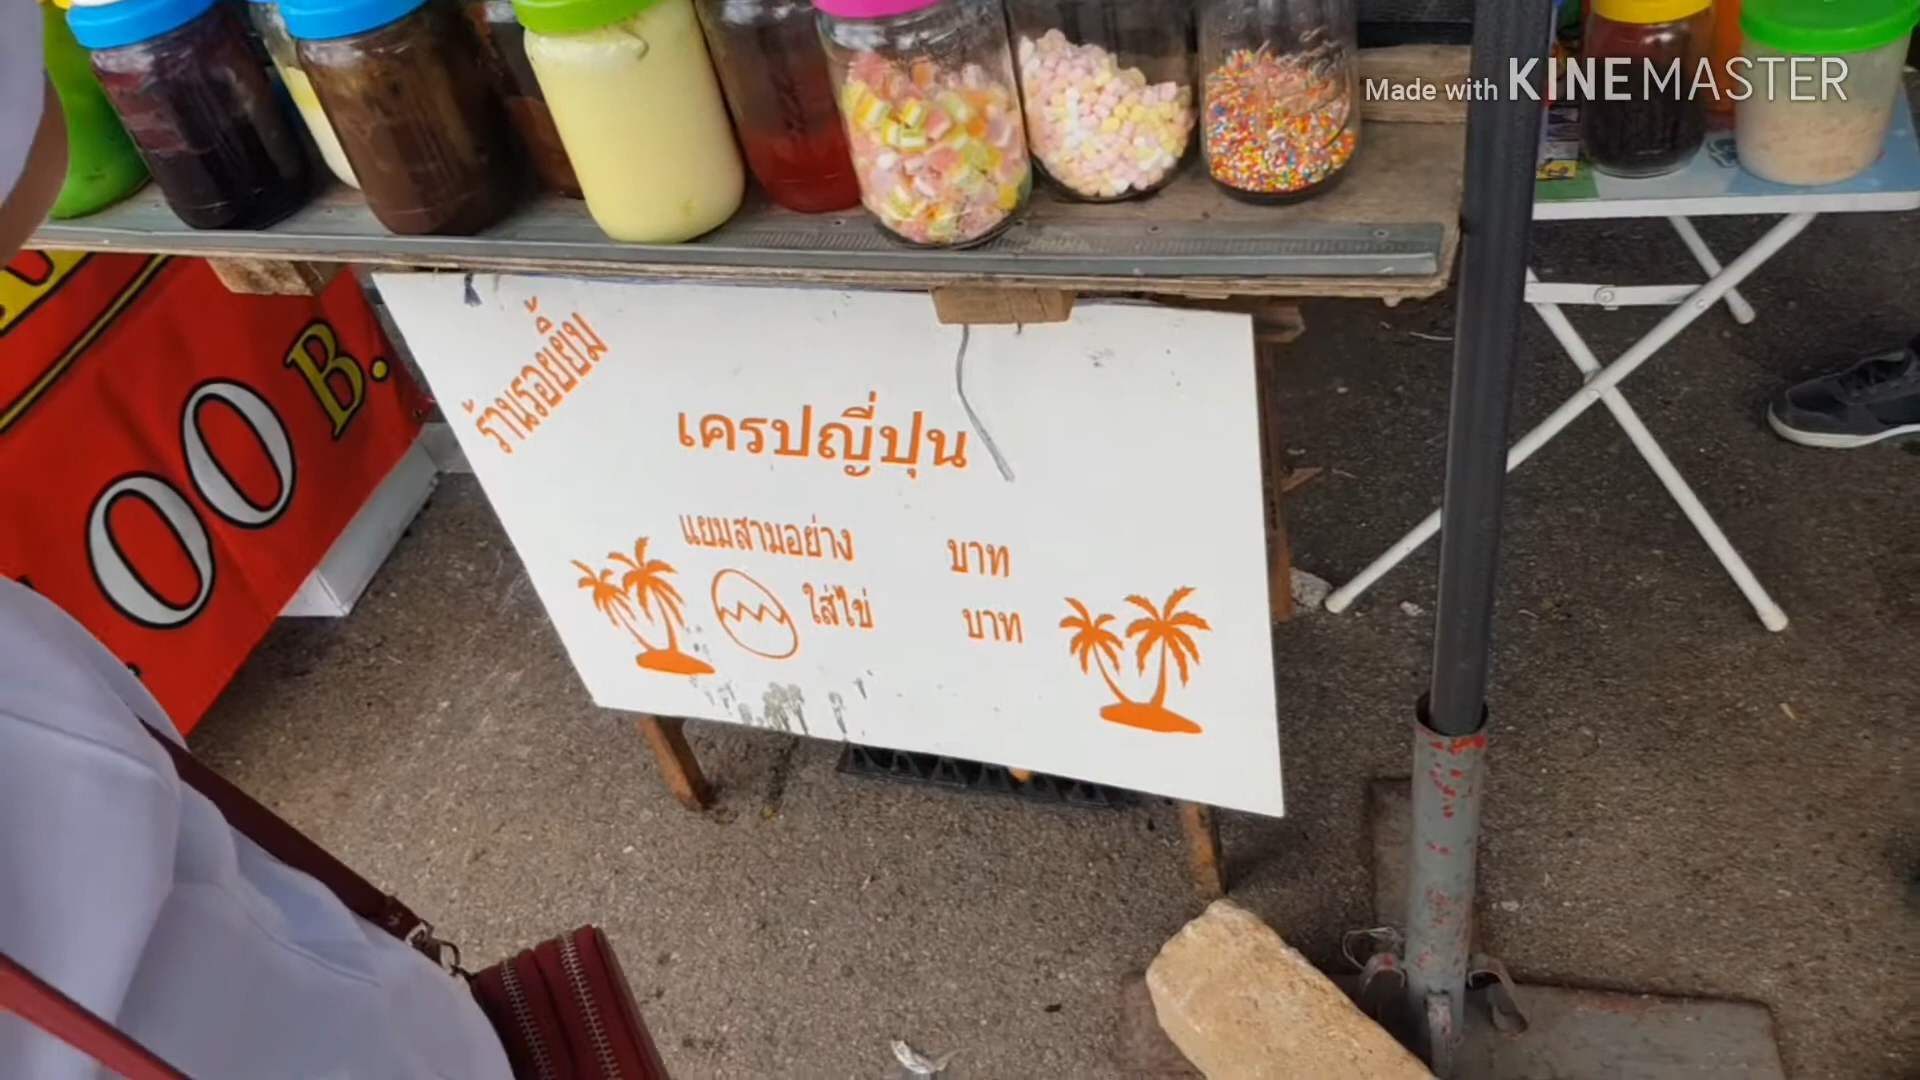 Made with KINEMASTER
ร้านรอยยิ้ม
เครปญี่ปุ่น
แยมสามอย่าง บาท
ใส่ไข่ บาท
00 B.